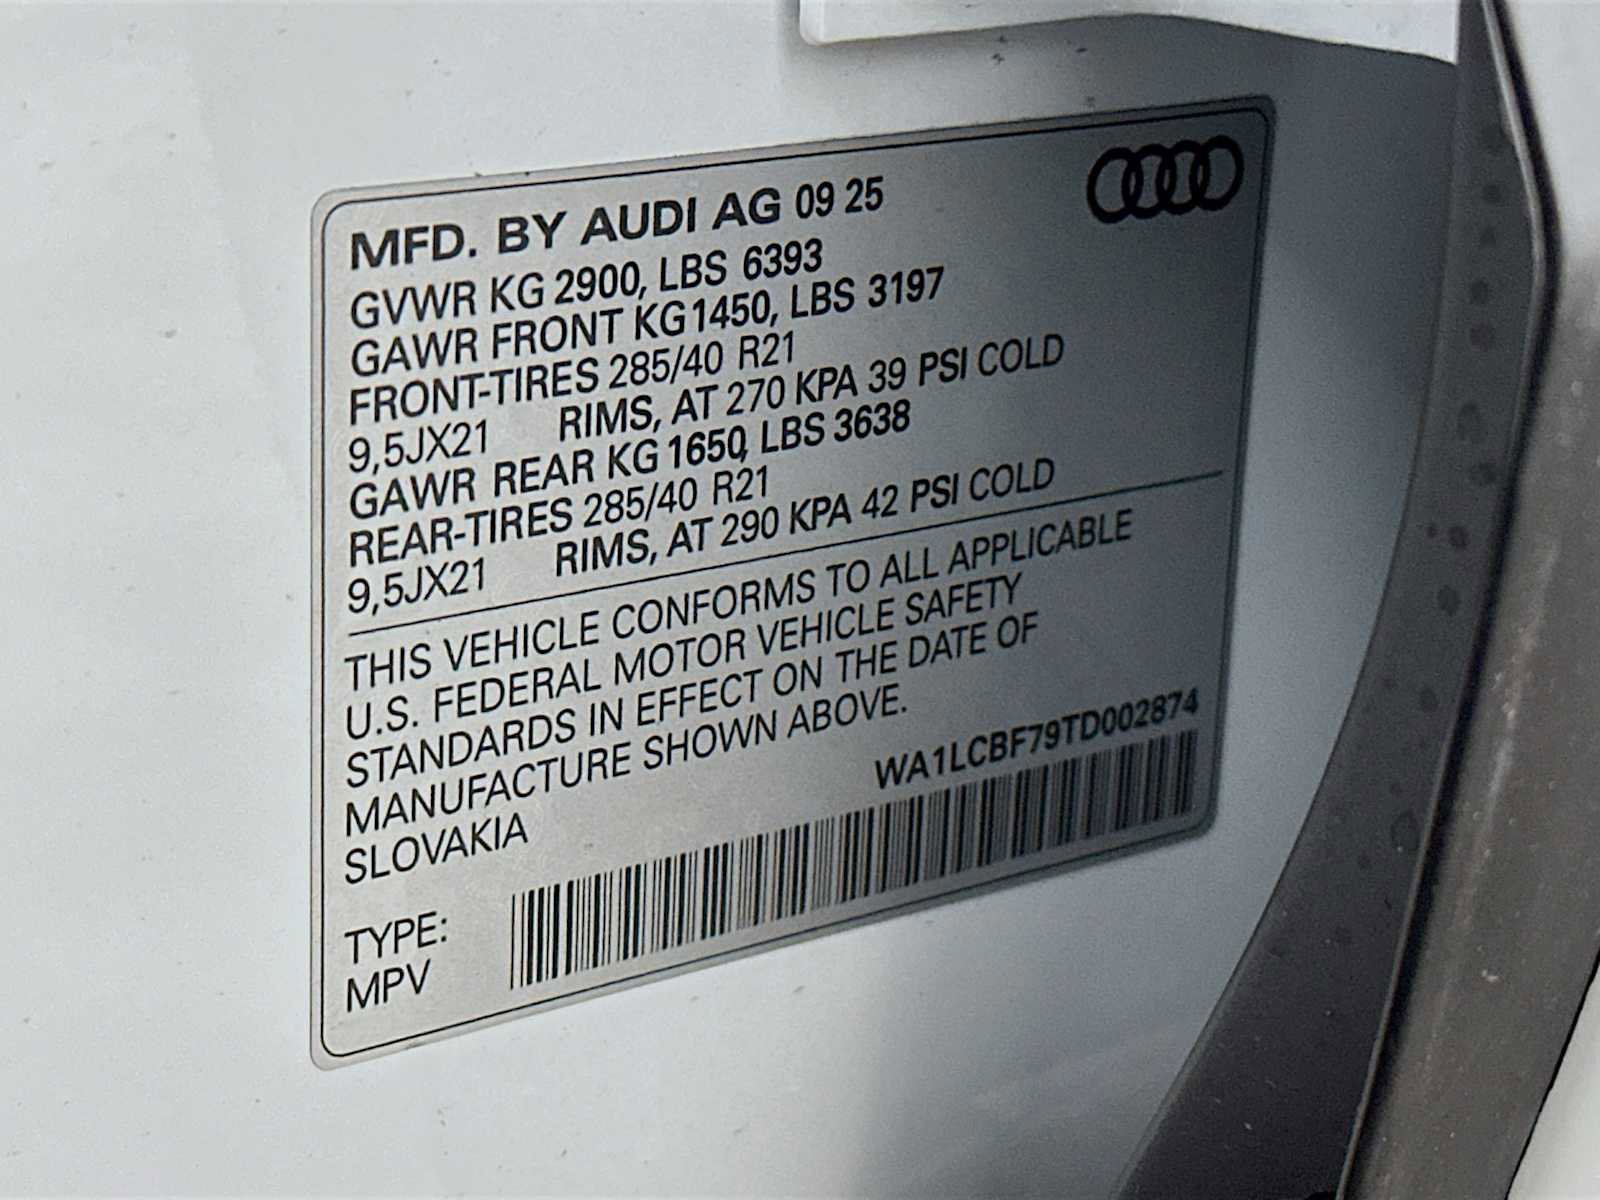 MFD. BY AUDI AG 09 25
GVWR KG 2900, LBS 6393
GAWR FRONT KG 1450, LBS 3197
FRONT-TIRES 285/40 R21
9,5JX21 RIMS, AT 270 KPA 39 PSI COLD
GAWR REAR KG 1650, LBS 3638
REAR-TIRES 285/40 R21
9,5JX21 RIMS, AT 290 KPA 42 PSI COLD
THIS VEHICLE CONFORMS TO ALL APPLICABLE
U.S. FEDERAL MOTOR VEHICLE SAFETY
STANDARDS IN EFFECT ON THE DATE OF
MANUFACTURE SHOWN ABOVE.
SLOVAKIA
WA1LCBF79TD002874
TYPE:
MPV